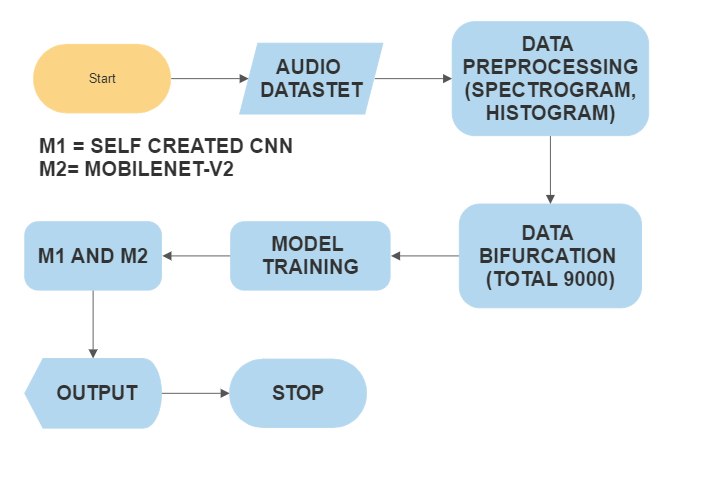 Start
AUDIO
DATASTET
DATA
PREPROCESSING
(SPECTROGRAM,
HISTOGRAM)
M1 = SELF CREATED CNN
M2= MOBILENET-V2
DATA
BIFURCATION
(TOTAL 9000)
MODEL
TRAINING
M1 AND M2
OUTPUT
STOP